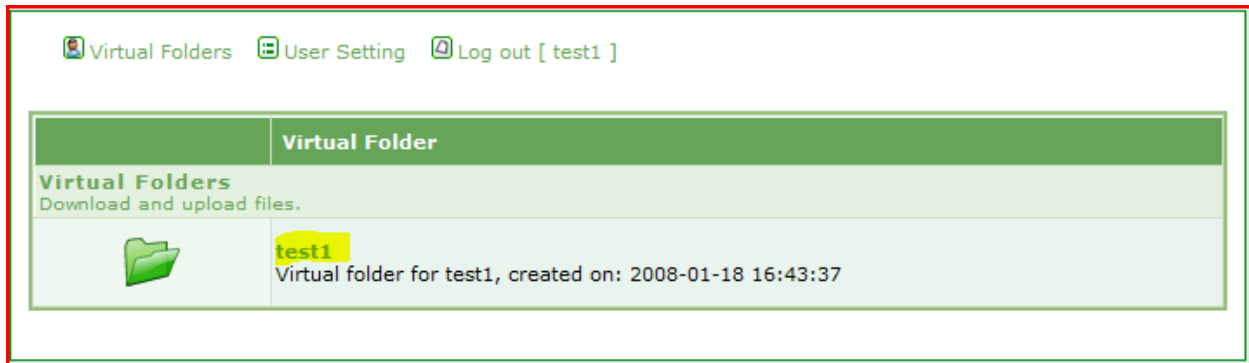 Virtual Folders User Setting Log out [ test1 ]
Virtual Folder
Virtual Folders
Download and upload files.
test1
Virtual folder for test1, created on: 2008-01-18 16:43:37